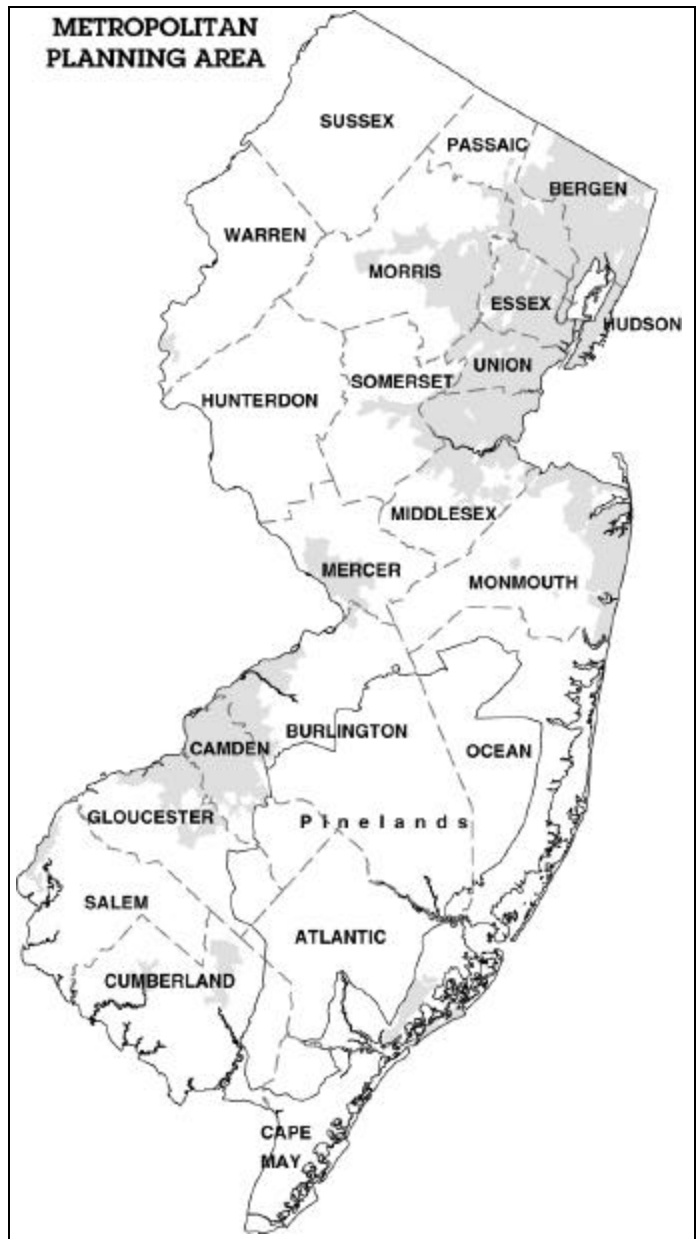 METROPOLITAN
PLANNING AREA
SUSSEX
PASSAIC
BERGEN
WARREN
MORRIS
ESSEX
HUDSON
UNION
SOMERSET
HUNTERDON
MIDDLESEX
MERCER
MONMOUTH
BURLINGTON
CAMDEN
OCEAN
GLOUCESTER
Pinelands
SALEM
ATLANTIC
CUMBERLAND
CAPE
MAY